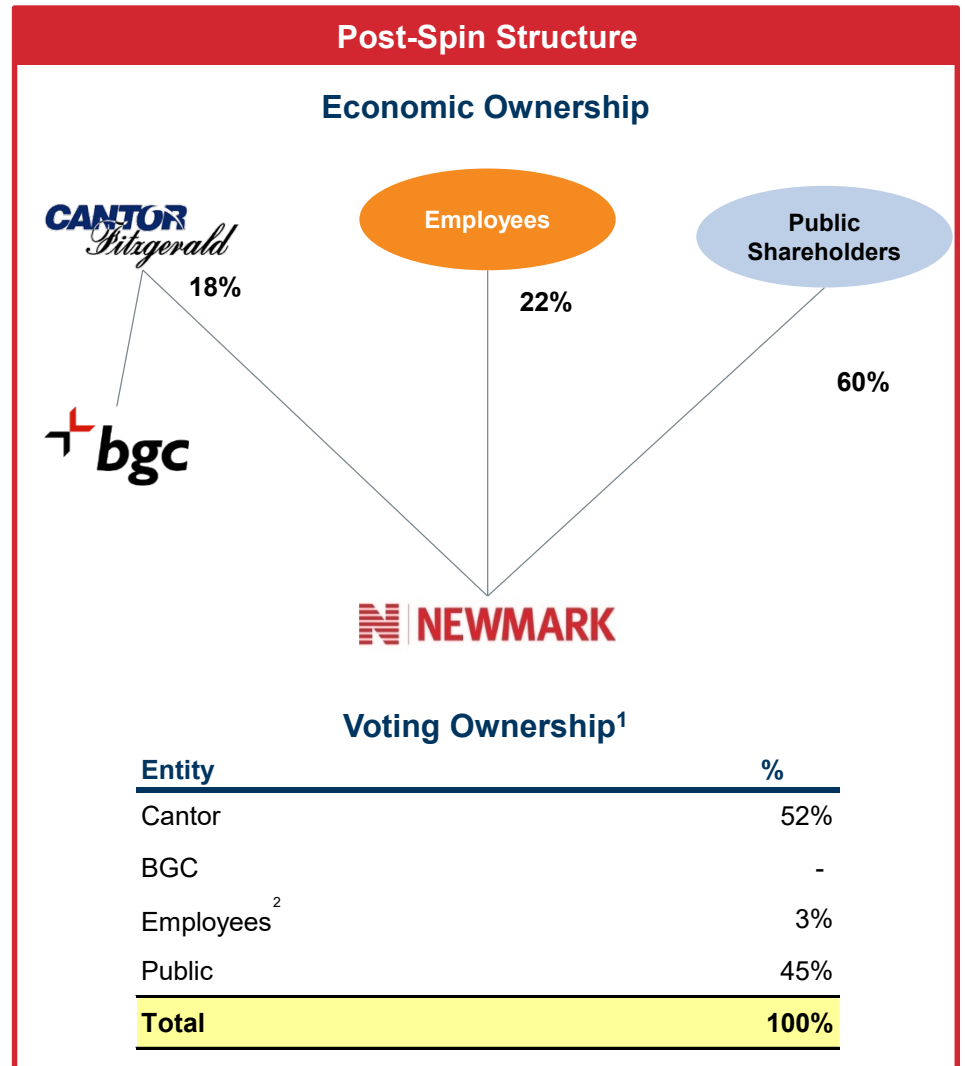 Post-Spin Structure
Economic Ownership
CANTOR
Fitzgerald
Employees
Public
Shareholders
18%
22%
60%
bgc
N NEWMARK
Voting Ownership1
Entity %
Cantor 52%
BGC -
Employees2 3%
Public 45%
Total 100%